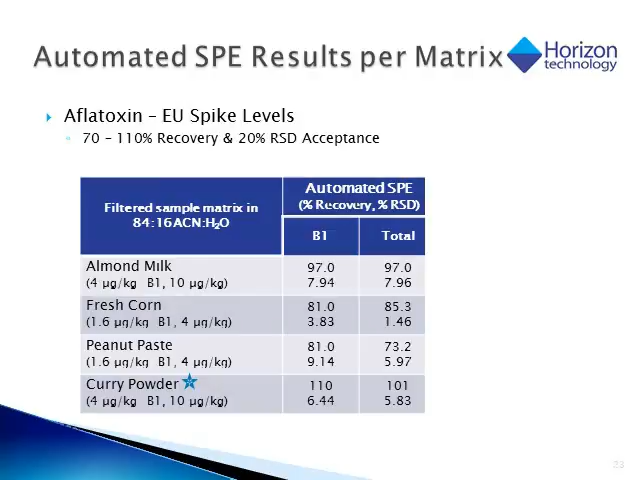 Automated SPE Results per Matrix
Horizon
technology
Aflatoxin – EU Spike Levels
70 – 110% Recovery & 20% RSD Acceptance
Filtered sample matrix in
84:16 ACN:H₂O
Automated SPE
(% Recovery, % RSD)
B1 Total
Almond Milk
(4 µg/kg B1, 10 µg/kg)
97.0 97.0
7.94 7.96
Fresh Corn
(1.6 µg/kg B1, 4 µg/kg)
81.0 85.3
3.83 1.46
Peanut Paste
(1.6 µg/kg B1, 4 µg/kg)
81.0 73.2
9.14 5.97
Curry Powder
(4 µg/kg B1, 10 µg/kg)
110 101
6.44 5.83
23